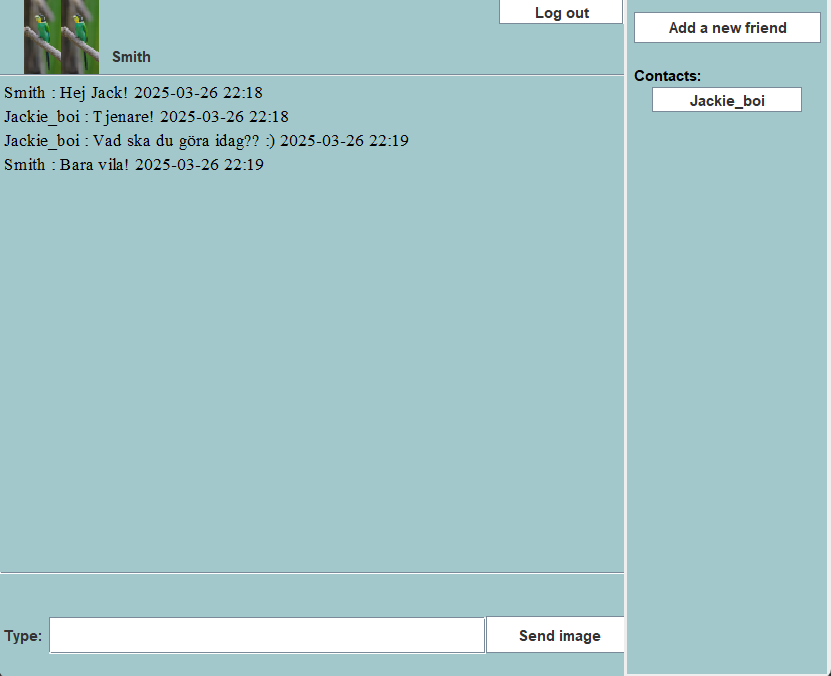 Log out
Smith
Smith : Hej Jack! 2025-03-26 22:18
Jackie_boi : Tjenare! 2025-03-26 22:18
Jackie_boi : Vad ska du göra idag?? :) 2025-03-26 22:19
Smith : Bara vila! 2025-03-26 22:19
Type:
Send image
Add a new friend
Contacts:
Jackie_boi